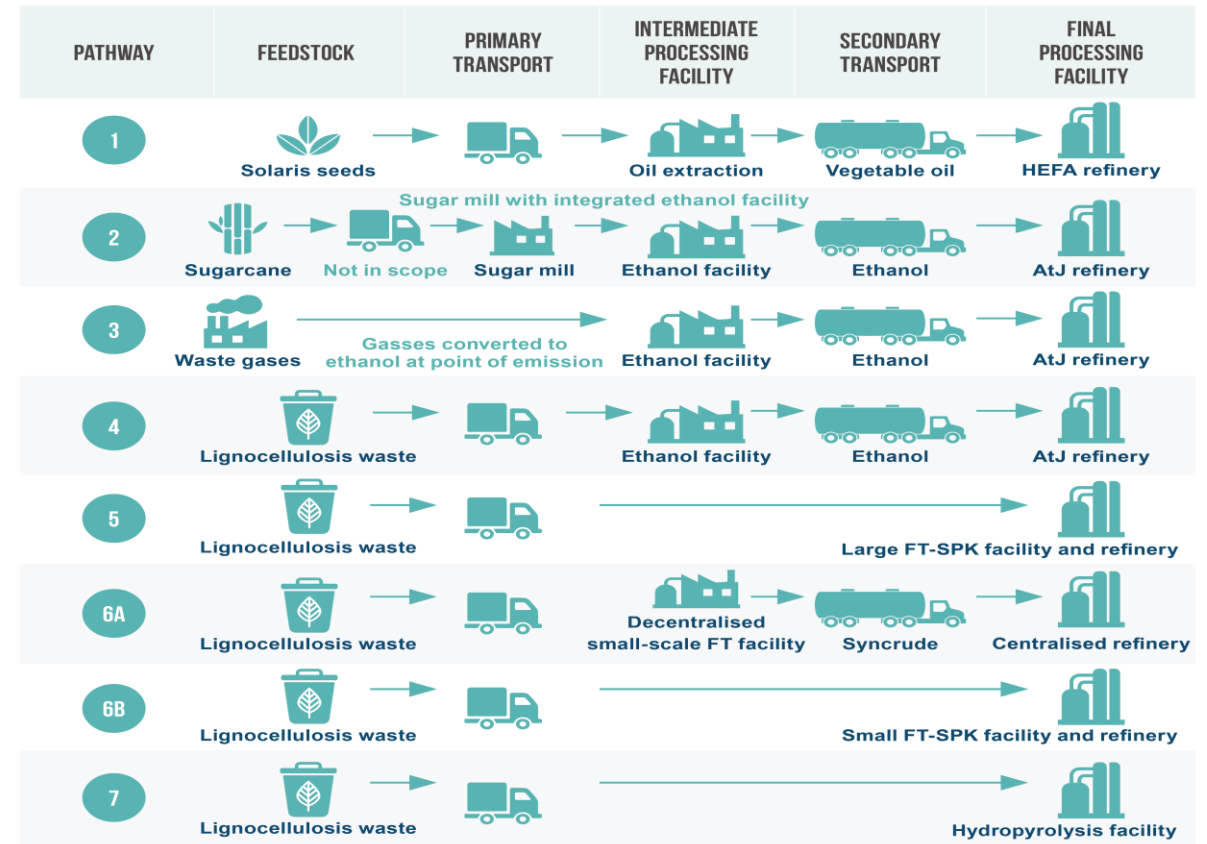 PATHWAY
FEEDSTOCK
PRIMARY
TRANSPORT
INTERMEDIATE
PROCESSING
FACILITY
SECONDARY
TRANSPORT
FINAL
PROCESSING
FACILITY
1
Solaris seeds
Oil extraction
Vegetable oil
HEFA refinery
Sugar mill with integrated ethanol facility
2
Sugarcane
Not in scope
Sugar mill
Ethanol facility
Ethanol
AtJ refinery
3
Waste gases
Gasses converted to
ethanol at point of emission
Ethanol facility
Ethanol
AtJ refinery
4
Lignocellulosis waste
Ethanol facility
Ethanol
AtJ refinery
5
Lignocellulosis waste
Large FT-SPK facility and refinery
6A
Lignocellulosis waste
Decentralised
small-scale FT facility
Syncrude
Centralised refinery
6B
Lignocellulosis waste
Small FT-SPK facility and refinery
7
Lignocellulosis waste
Hydropyrolysis facility